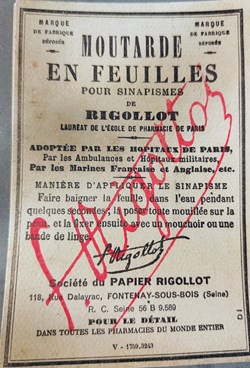 MARQUE
DE FABRIQUE
DÉPOSÉE
MARQUE
DE FABRIQUE
DÉPOSÉE
MOUTARDE
EN FEUILLES
POUR SINAPISMES
DE
RIGOLLOT
LAURÉAT DE L'ÉCOLE DE PHARMACIE DE PARIS
ADOPTÉE PAR LES HOPITAUX DE PARIS,
Par les Ambulances et Hôpitaux militaires,
Par les Marines Française et Anglaise, etc.
MANIÈRE D'APPLIQUER LE SINAPISME
Faire baigner la feuille dans l'eau pendant
quelques secondes, la poser toute mouillée sur la
peau et la fixer ensuite avec un mouchoir ou une
bande de linge.
Rigollot
Société du PAPIER RIGOLLOT
118, Rue Dalayrac, FONTENAY-SOUS-BOIS (Seine)
R. C. Seine 56 B 9.589
POUR LE DÉTAIL
DANS TOUTES LES PHARMACIES DU MONDE ENTIER